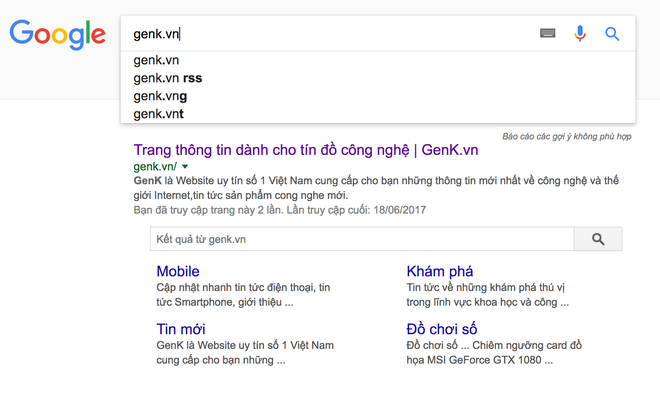 Google
genk.vn
genk.vn
genk.vn rss
genk.vng
genk.vnt
Báo cáo các gợi ý không phù hợp
Trang thông tin dành cho tín đồ công nghệ | GenK.vn
genk.vn/
GenK là Website uy tín số 1 Việt Nam cung cấp cho bạn những thông tin mới nhất về công nghệ và thế
giới Internet,tin tức sản phẩm cong nghe mới.
Bạn đã truy cập trang này 2 lần. Lần truy cập cuối: 18/06/2017
Kết quả từ genk.vn
Mobile
Cập nhật nhanh tin tức điện thoại, tin
tức Smartphone, giới thiệu ...
Khám phá
Tin tức về những khám phá thú vị
trong lĩnh vực khoa học và công ...
Tin mới
GenK là Website uy tín số 1 Việt Nam
cung cấp cho bạn những ...
Đồ chơi số
Đồ chơi số ... Chiêm ngưỡng card đồ
họa MSI GeForce GTX 1080 ...